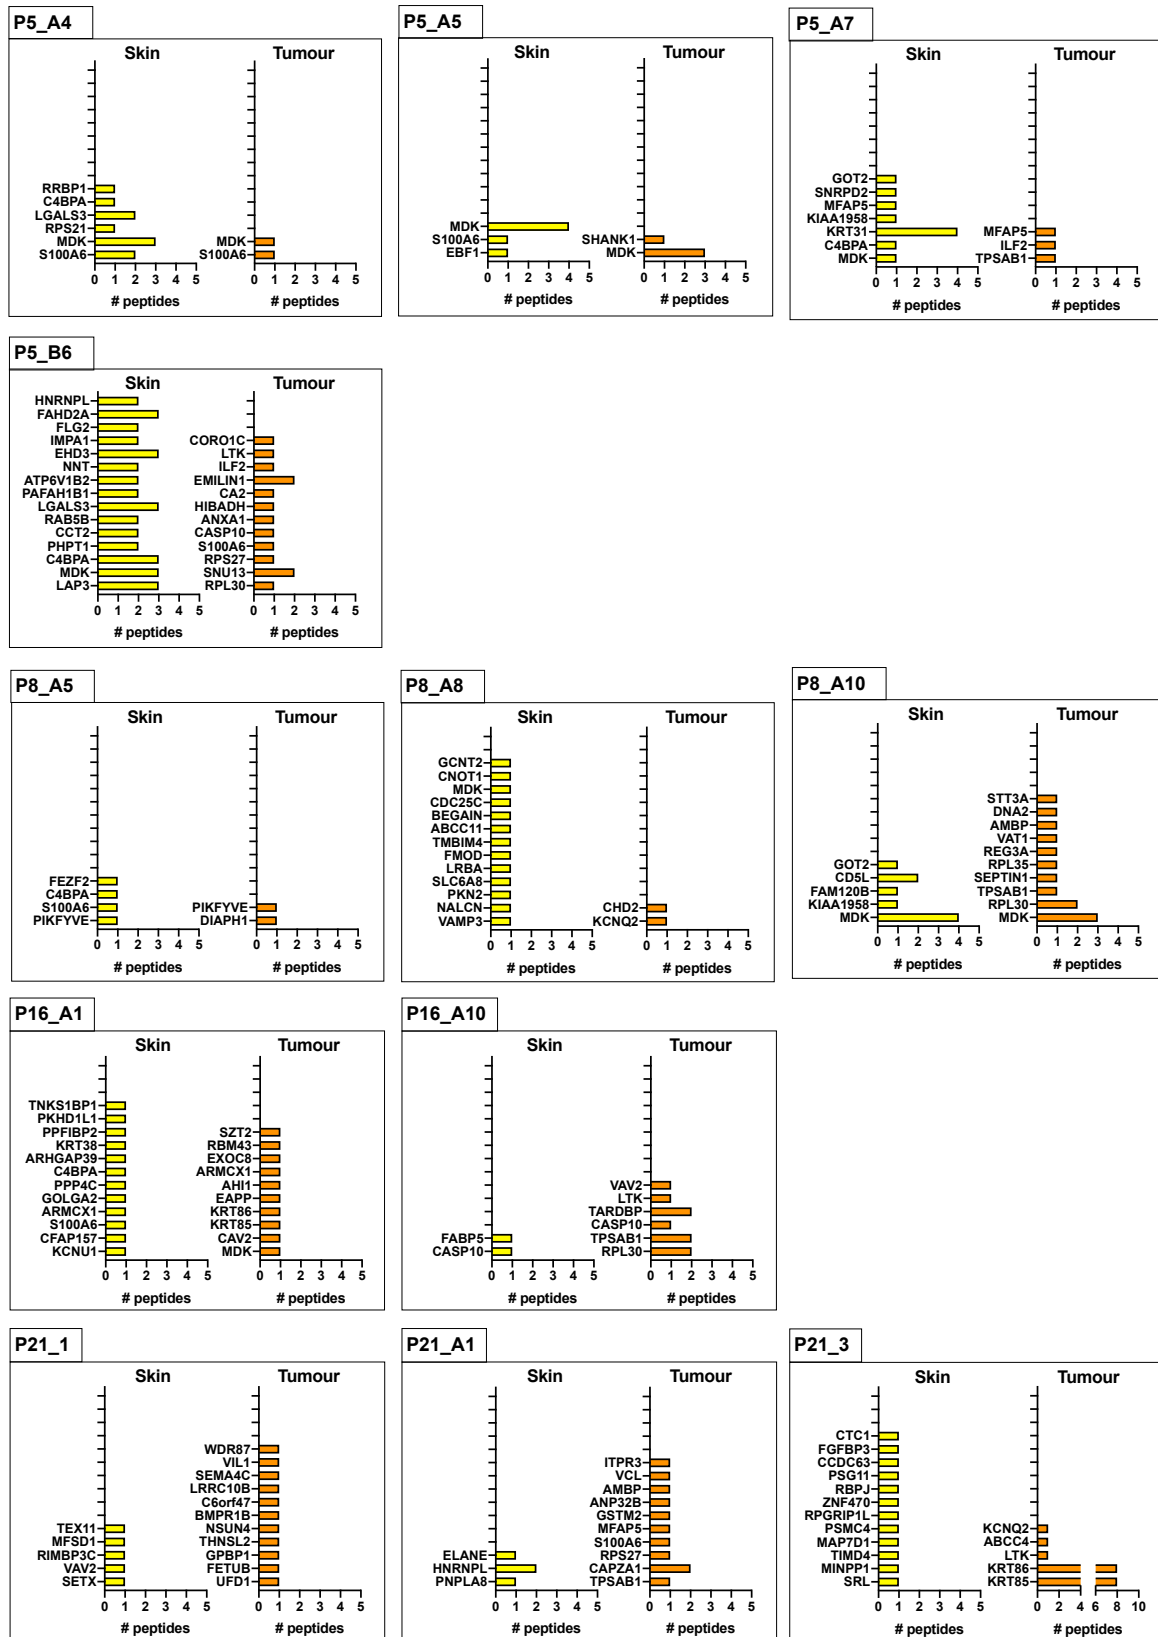 P5_A4
Skin
Tumour
RRBP1
C4BPA
LGALS3
RPS21
MDK
S100A6
0 1 2 3 4 5
# peptides
MDK
S100A6
0 1 2 3 4 5
# peptides
P5_A5
Skin
Tumour
MDK
S100A6
EBF1
0 1 2 3 4 5
# peptides
SHANK1
MDK
0 1 2 3 4 5
# peptides
P5_A7
Skin
Tumour
GOT2
SNRPD2
MFAP5
KIAA1958
KRT31
C4BPA
MDK
0 1 2 3 4 5
# peptides
MFAP5
ILF2
TPSAB1
0 1 2 3 4 5
# peptides
P5_B6
Skin
Tumour
HNRNPL
FAHD2A
FLG2
IMPA1
EHD3
NNT
ATP6V1B2
PAFAH1B1
LGALS3
RAB5B
CCT2
PHPT1
C4BPA
MDK
LAP3
0 1 2 3 4 5
# peptides
CORO1C
LTK
ILF2
EMILIN1
CA2
HIBADH
ANXA1
CASP10
S100A6
RPS27
SNU13
RPL30
0 1 2 3 4 5
# peptides
P8_A5
Skin
Tumour
FEZF2
C4BPA
S100A6
PIKFYVE
0 1 2 3 4 5
# peptides
PIKFYVE
DIAPH1
0 1 2 3 4 5
# peptides
P8_A8
Skin
Tumour
GCNT2
CNOT1
MDK
CDC25C
BEGAIN
ABCC11
TMBIM4
FMOD
LRBA
SLC6A8
PKN2
NALCN
VAMP3
0 1 2 3 4 5
# peptides
CHD2
KCNQ2
0 1 2 3 4 5
# peptides
P8_A10
Skin
Tumour
GOT2
CD5L
FAM120B
KIAA1958
MDK
0 1 2 3 4 5
# peptides
STT3A
DNA2
AMBP
VAT1
REG3A
RPL35
SEPTIN1
TPSAB1
RPL30
MDK
0 1 2 3 4 5
# peptides
P16_A1
Skin
Tumour
TNKS1BP1
PKHD1L1
PPFIBP2
KRT38
ARHGAP39
C4BPA
PPP4C
GOLGA2
ARMCX1
S100A6
CFAP157
KCNU1
0 1 2 3 4 5
# peptides
SZT2
RBM43
EXOC8
ARMCX1
AHI1
EAPP
KRT86
KRT85
CAV2
MDK
0 1 2 3 4 5
# peptides
P16_A10
Skin
Tumour
FABP5
CASP10
0 1 2 3 4 5
# peptides
VAV2
LTK
TARDBP
CASP10
TPSAB1
RPL30
0 1 2 3 4 5
# peptides
P21_1
Skin
Tumour
TEX11
MFSD1
RIMBP3C
VAV2
SETX
0 1 2 3 4 5
# peptides
WDR87
VIL1
SEMA4C
LRRC10B
C6orf47
BMPR1B
NSUN4
THNSL2
GPBP1
FETUB
UFD1
0 1 2 3 4 5
# peptides
P21_A1
Skin
Tumour
ELANE
HNRNPL
PNPLA8
0 1 2 3 4 5
# peptides
ITPR3
VCL
AMBP
ANP32B
GSTM2
MFAP5
S100A6
RPS27
CAPZA1
TPSAB1
0 1 2 3 4 5
# peptides
P21_3
Skin
Tumour
CTC1
FGFBP3
CCDC63
PSG11
RBPJ
ZNF470
RPGRIP1L
PSMC4
MAP7D1
TIMD4
MINPP1
SRL
0 1 2 3 4 5
# peptides
KCNQ2
ABCC4
LTK
KRT86
KRT85
0 2 4 6 8 10
# peptides